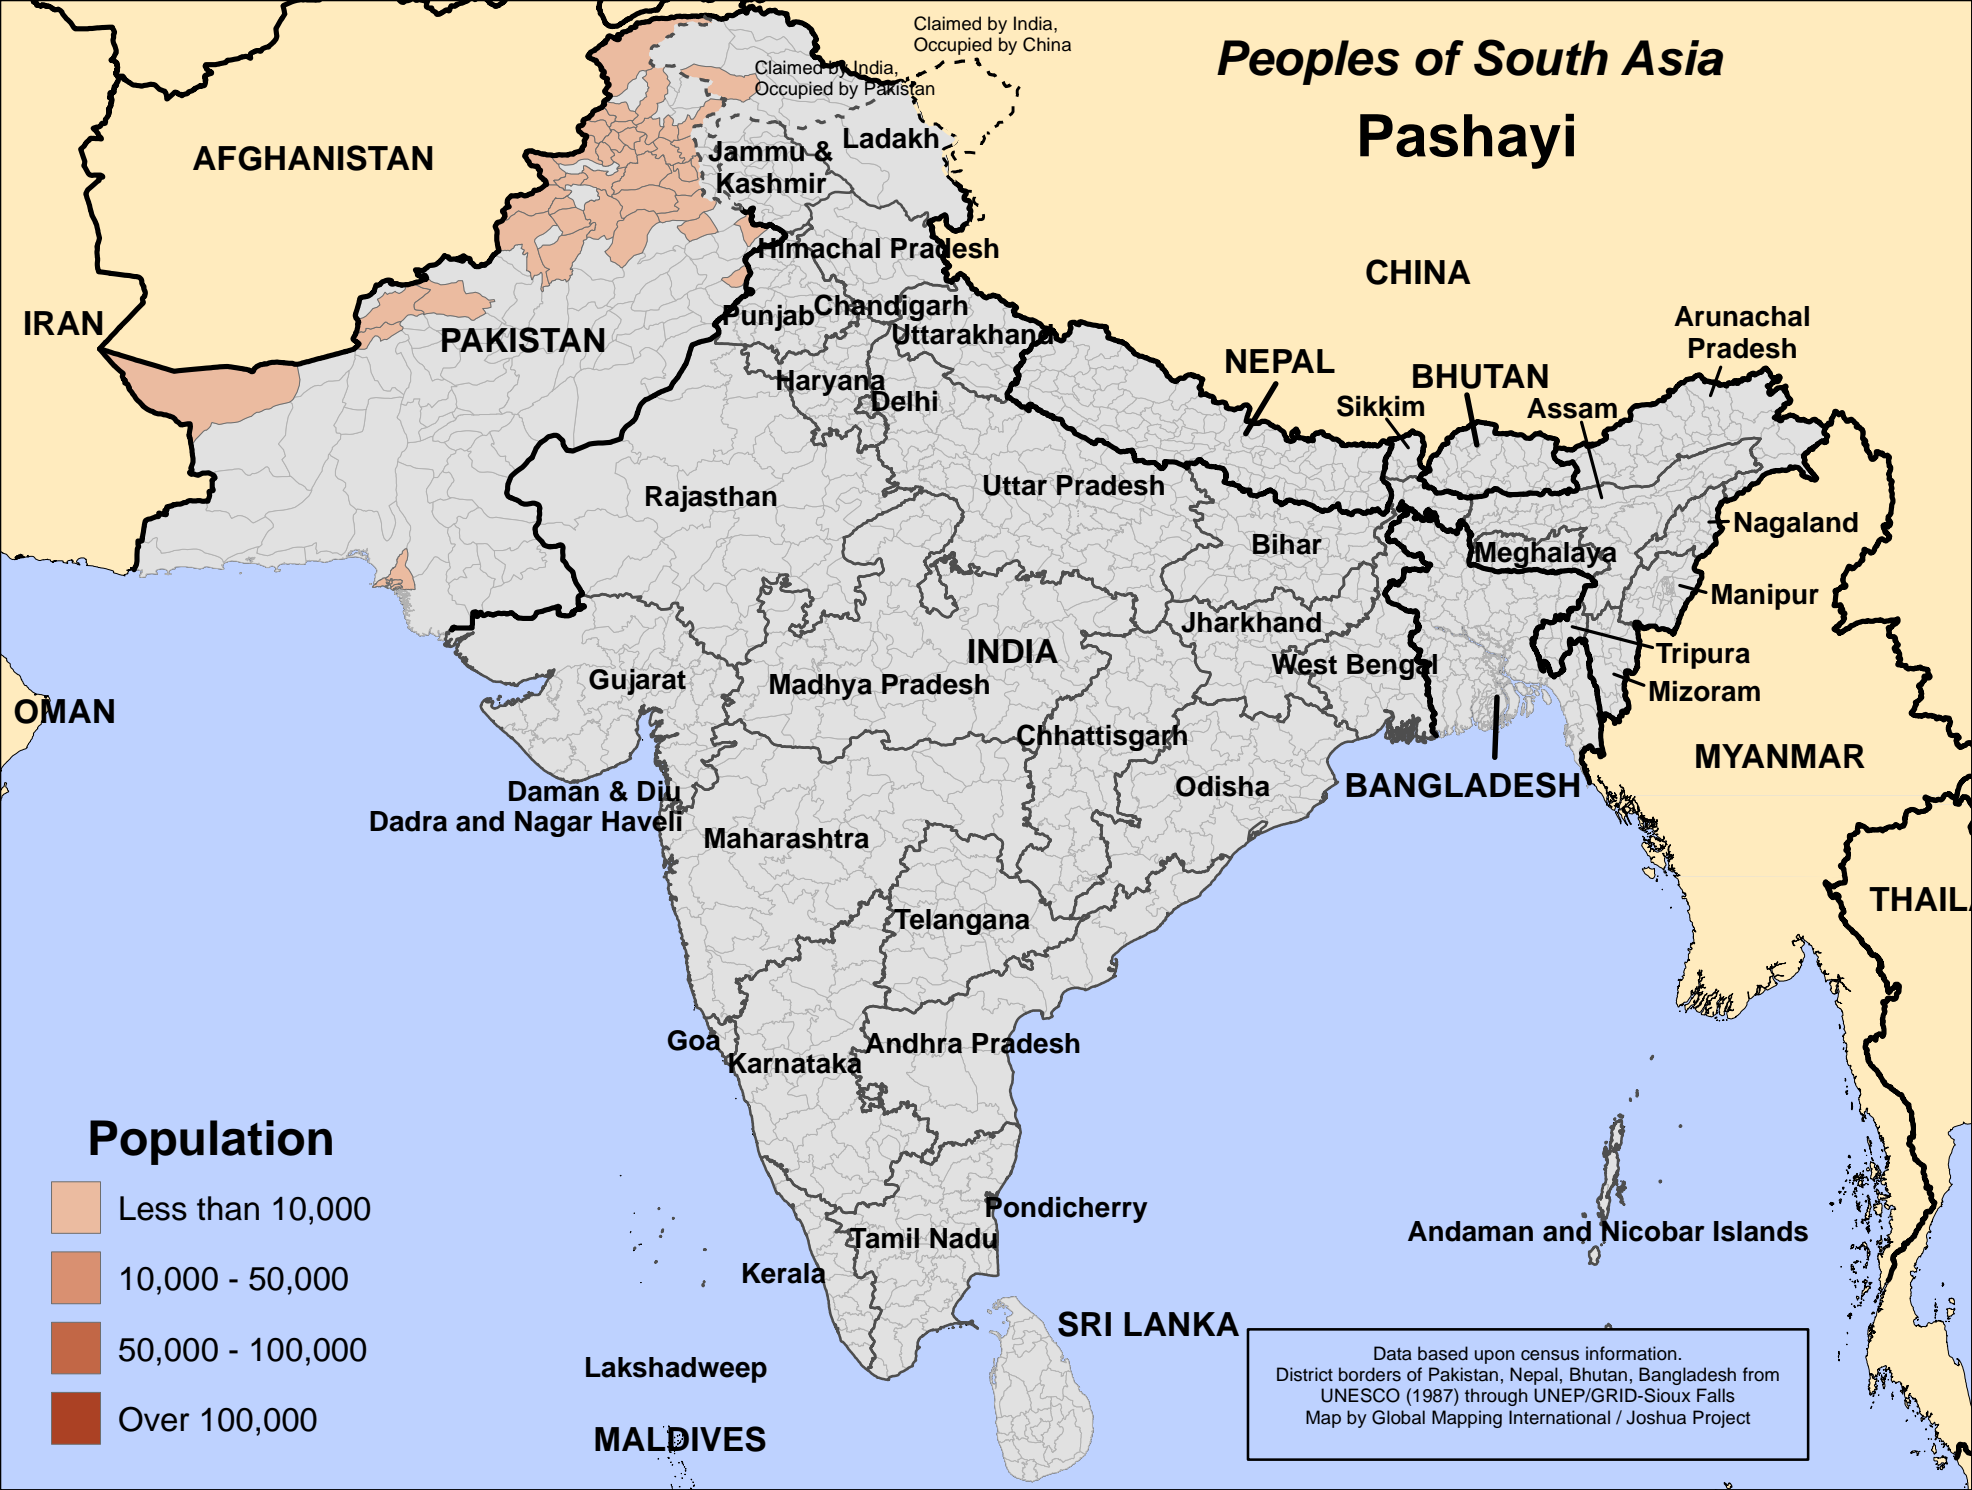 Claimed by India,
Occupied by China
Peoples of South Asia
Pashayi
Claimed by India,
Occupied by Pakistan
AFGHANISTAN
Ladakh
Jammu &
Kashmir
Himachal Pradesh
CHINA
IRAN
PAKISTAN
Punjab
Chandigarh
Uttarakhand
Arunachal
Pradesh
NEPAL
BHUTAN
Haryana
Delhi
Sikkim
Assam
Rajasthan
Uttar Pradesh
Nagaland
Bihar
Meghalaya
Manipur
Jharkhand
INDIA
Tripura
West Bengal
Gujarat
Madhya Pradesh
Mizoram
OMAN
Chhattisgarh
MYANMAR
Odisha
BANGLADESH
Daman & Diu
Dadra and Nagar Haveli
Maharashtra
THAIL
Telangana
Goa
Karnataka
Andhra Pradesh
Population
Less than 10,000
10,000 - 50,000
50,000 - 100,000
Over 100,000
Pondicherry
Tamil Nadu
Andaman and Nicobar Islands
Kerala
SRI LANKA
Lakshadweep
MALDIVES
Data based upon census information.
District borders of Pakistan, Nepal, Bhutan, Bangladesh from
UNESCO (1987) through UNEP/GRID-Sioux Falls
Map by Global Mapping International / Joshua Project